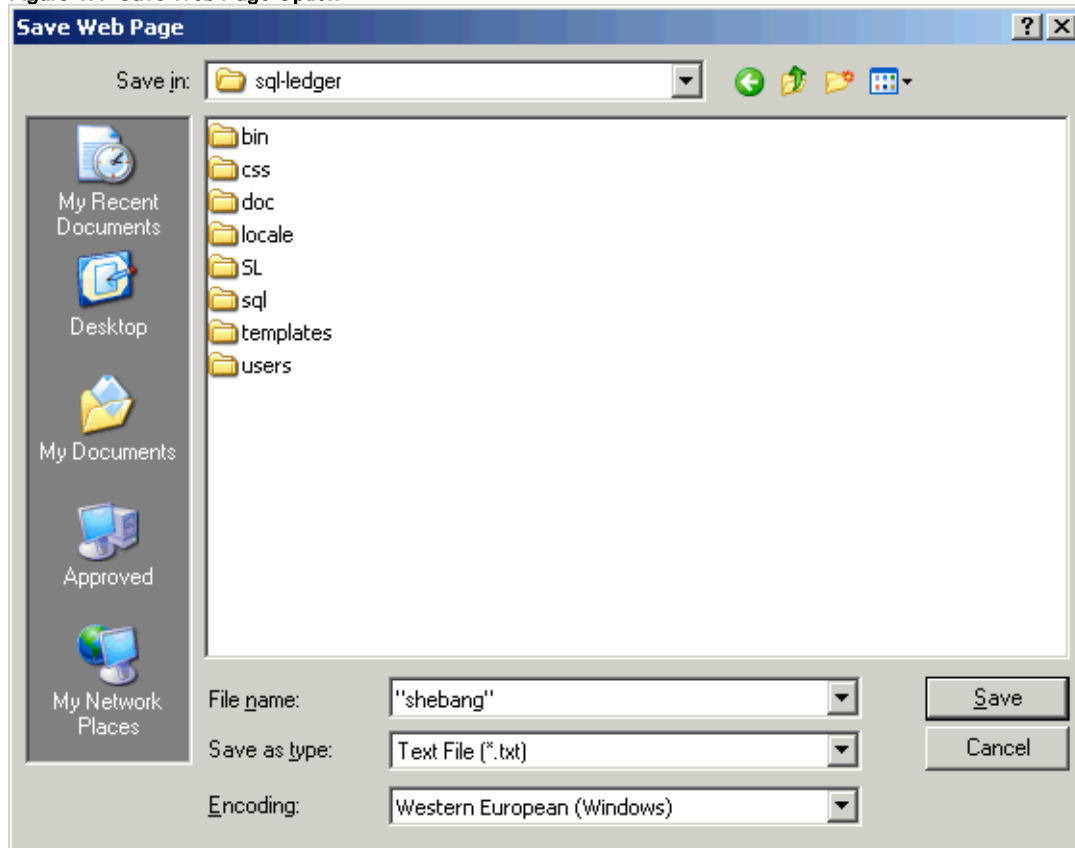 Save Web Page
Save in:
sql-ledger
My Recent
Documents
Desktop
My Documents
Approved
My Network
Places
bin
css
doc
locale
SL
sql
templates
users
File name:
"shebang"
Save
Save as type:
Text File (*.txt)
Cancel
Encoding:
Western European (Windows)